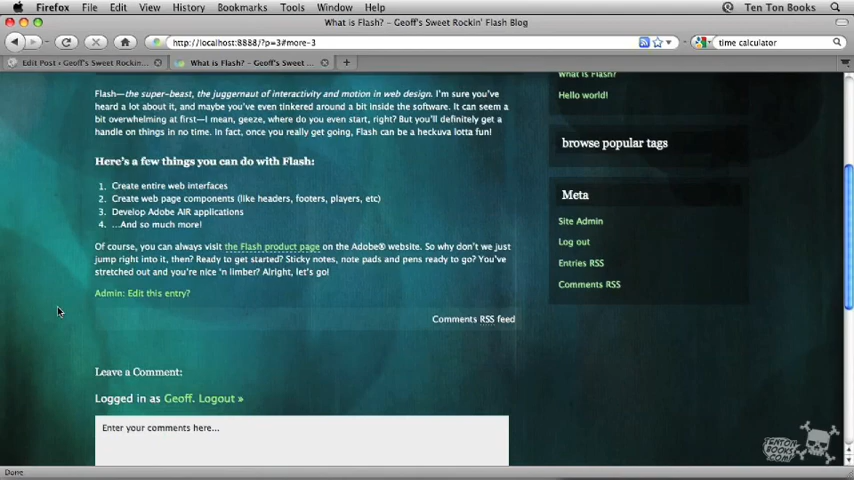 Firefox File Edit View History Bookmarks Tools Window Help Ten Ton Books
What is Flash? – Geoff's Sweet Rockin' Flash Blog
http://localhost:8888/?p=3#more-3
time calculator
Edit Post ‹ Geoff's Sweet Rockin...
What is Flash? – Geoff's Sweet ...
What is Flash?
Hello world!
Flash—the super-beast, the juggernaut of interactivity and motion in web design. I'm sure you've
heard a lot about it, and maybe you've even tinkered around a bit inside the software. It can seem a
bit overwhelming at first—I mean, geeze, where do you even start, right? But you'll definitely get a
handle on things in no time. In fact, once you really get going, Flash can be a heckuva lotta fun!
browse popular tags
Here's a few things you can do with Flash:
1. Create entire web interfaces
2. Create web page components (like headers, footers, players, etc)
3. Develop Adobe AIR applications
4. ...And so much more!
Meta
Site Admin
Log out
Entries RSS
Comments RSS
Of course, you can always visit the Flash product page on the Adobe® website. So why don't we just
jump right into it, then? Ready to get started? Sticky notes, note pads and pens ready to go? You've
stretched out and you're nice 'n limber? Alright, let's go!
Admin: Edit this entry?
Comments RSS feed
Leave a Comment:
Logged in as Geoff. Logout »
Enter your comments here...
TENTON
BOOKS.COM
Done